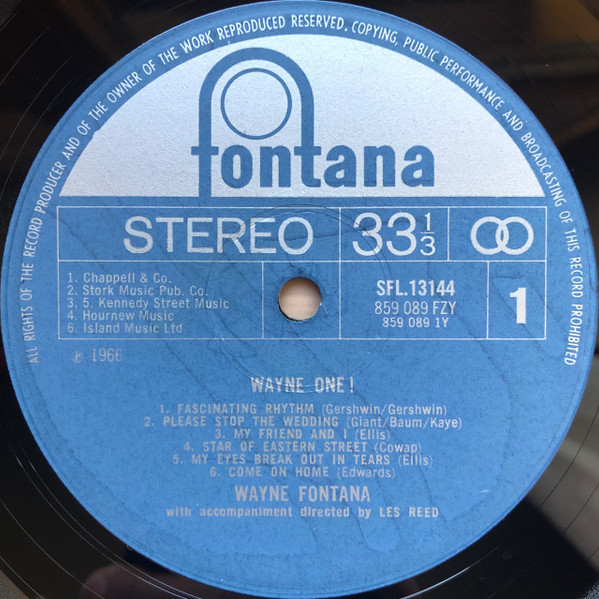 ALL RIGHTS OF THE RECORD PRODUCER AND OF THE OWNER OF THE WORK REPRODUCED RESERVED. COPYING, PUBLIC PERFORMANCE AND BROADCASTING OF THIS RECORD PROHIBITED
fontana
STEREO 33 1/3
1. Chappell & Co.
2. Stork Music Pub. Co.
3, 5. Kennedy Street Music
4. Hournew Music
6. Island Music Ltd
SFL.13144
859 089 FZY
859 089 1Y
1
℗ 1966
WAYNE ONE!
1. FASCINATING RHYTHM (Gershwin/Gershwin)
2. PLEASE STOP THE WEDDING (Giant/Baum/Kaye)
3. MY FRIEND AND I (Ellis)
4. STAR OF EASTERN STREET (Cowap)
5. MY EYES BREAK OUT IN TEARS (Ellis)
6. COME ON HOME (Edwards)
WAYNE FONTANA
with accompaniment directed by LES REED